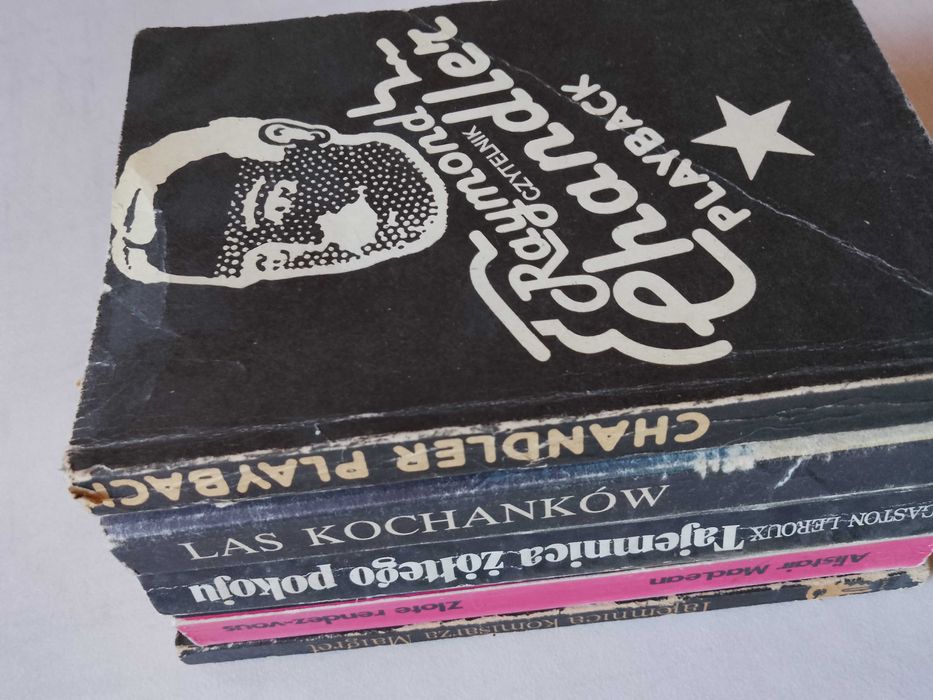 Raymond
Chandler
CZYTELNIK
PLAYBACK
CHANDLER PLAYBACK
LAS KOCHANKÓW
GASTON LEROUX Tajemnica żółtego pokoju
Alistair MacLean Złote rendez-vous
Tajemnica komisarza Maigret